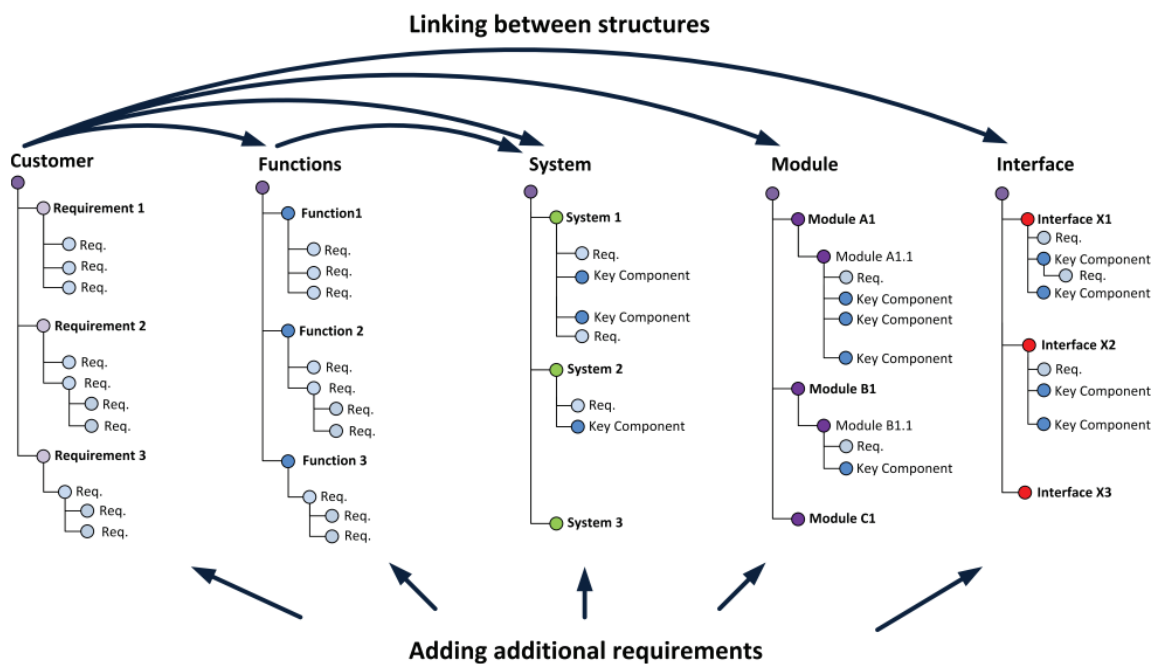 Linking between structures
Customer
Requirement 1
Req.
Req.
Req.
Requirement 2
Req.
Req.
Req.
Req.
Requirement 3
Req.
Req.
Req.
Functions
Function1
Req.
Req.
Req.
Function 2
Req.
Req.
Req.
Req.
Function 3
Req.
Req.
Req.
System
System 1
Req.
Key Component
Key Component
Req.
System 2
Req.
Key Component
System 3
Module
Module A1
Module A1.1
Req.
Key Component
Key Component
Key Component
Module B1
Module B1.1
Req.
Key Component
Module C1
Interface
Interface X1
Req.
Key Component
Req.
Key Component
Interface X2
Req.
Key Component
Key Component
Interface X3
Adding additional requirements